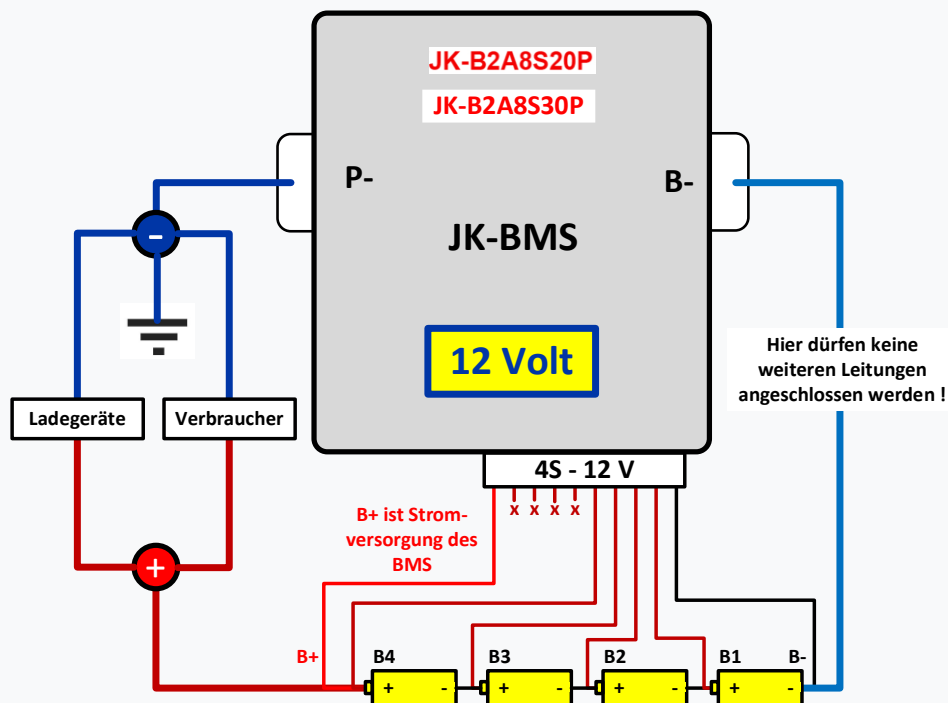 JK-B2A8S20P
JK-B2A8S30P
P-
B-
JK-BMS
-
12 Volt
Hier dürfen keine
weiteren Leitungen
angeschlossen werden !
Ladegeräte
Verbraucher
4S - 12 V
x x x x
B+ ist Strom-
versorgung des
BMS
+
B+
B4
B3
B2
B1
B-
+ -
+ -
+ -
+ -